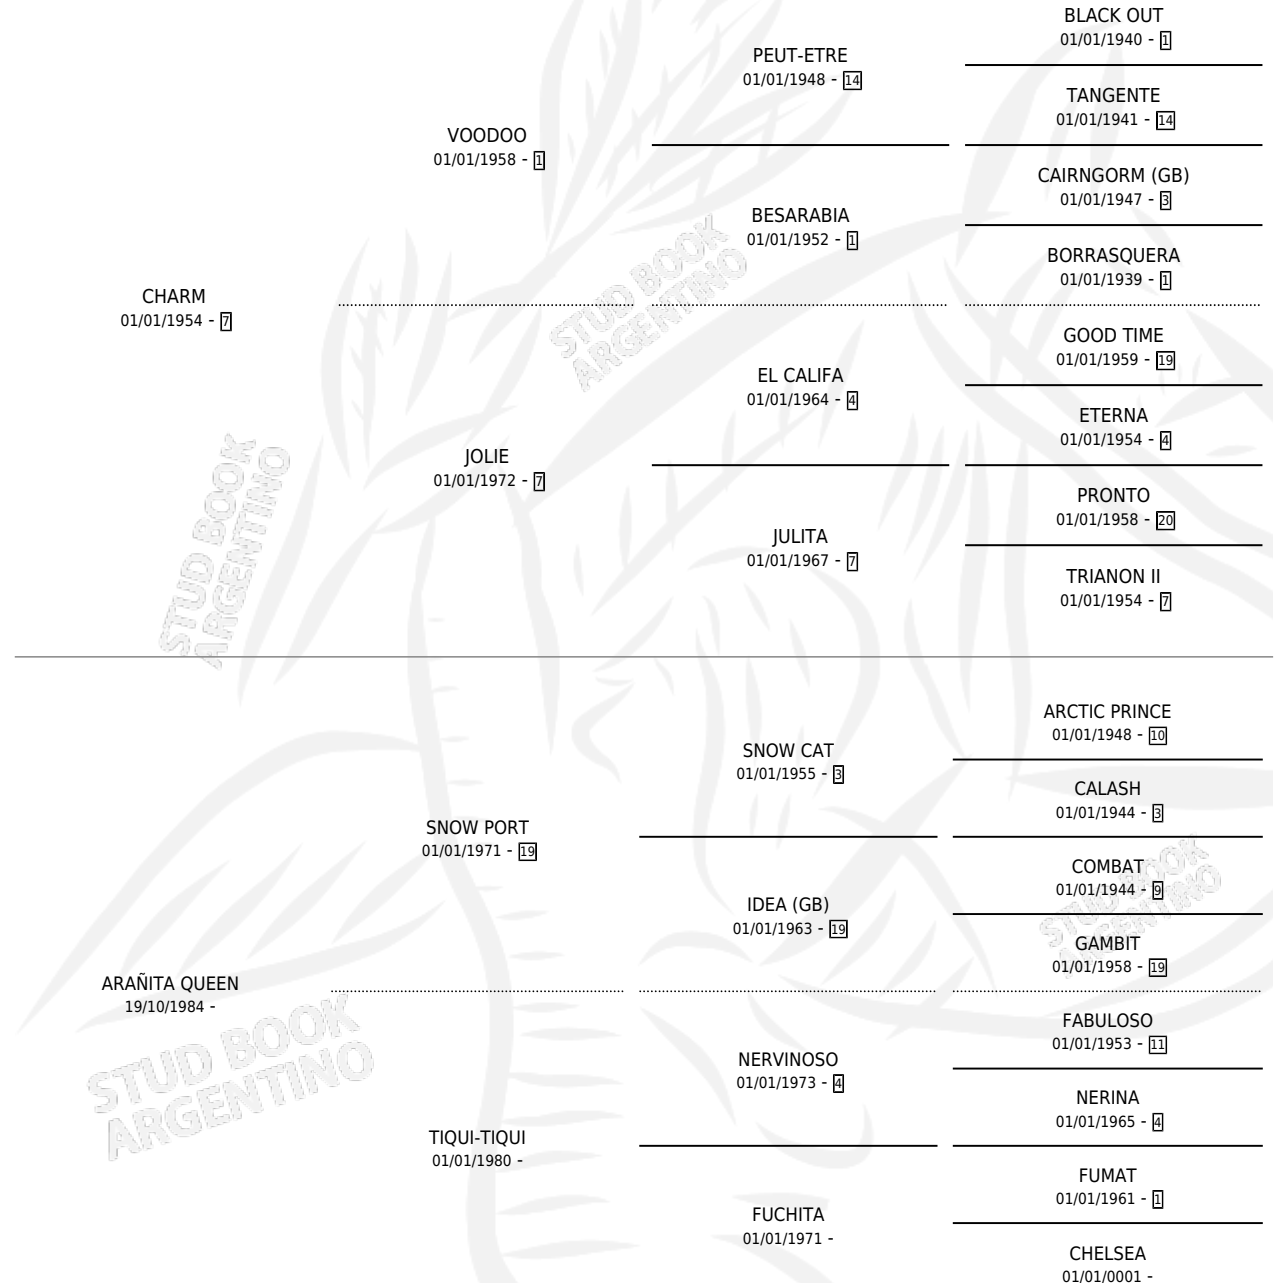 BLACK OUT
01/01/1940 - 1
PEUT-ETRE
01/01/1948 - 14
TANGENTE
01/01/1941 - 14
VOODOO
01/01/1958 - 1
CAIRNGORM (GB)
01/01/1947 - 3
BESARABIA
01/01/1952 - 1
BORRASQUERA
01/01/1939 - 1
CHARM
01/01/1954 - 7
GOOD TIME
01/01/1959 - 19
EL CALIFA
01/01/1964 - 4
ETERNA
01/01/1954 - 4
JOLIE
01/01/1972 - 7
PRONTO
01/01/1958 - 20
JULITA
01/01/1967 - 7
TRIANON II
01/01/1954 - 7
STUD BOOK
ARGENTINO
STUD BOOK
ARGENTINO
ARCTIC PRINCE
01/01/1948 - 10
SNOW CAT
01/01/1955 - 3
CALASH
01/01/1944 - 3
SNOW PORT
01/01/1971 - 19
COMBAT
01/01/1944 - 9
IDEA (GB)
01/01/1963 - 19
GAMBIT
01/01/1958 - 19
ARAÑITA QUEEN
19/10/1984 -
FABULOSO
01/01/1953 - 11
NERVINOSO
01/01/1973 - 4
NERINA
01/01/1965 - 4
TIQUI-TIQUI
01/01/1980 -
FUMAT
01/01/1961 - 1
FUCHITA
01/01/1971 -
CHELSEA
01/01/0001 -
STUD BOOK
ARGENTINO
STUD BOOK
ARGENTINO